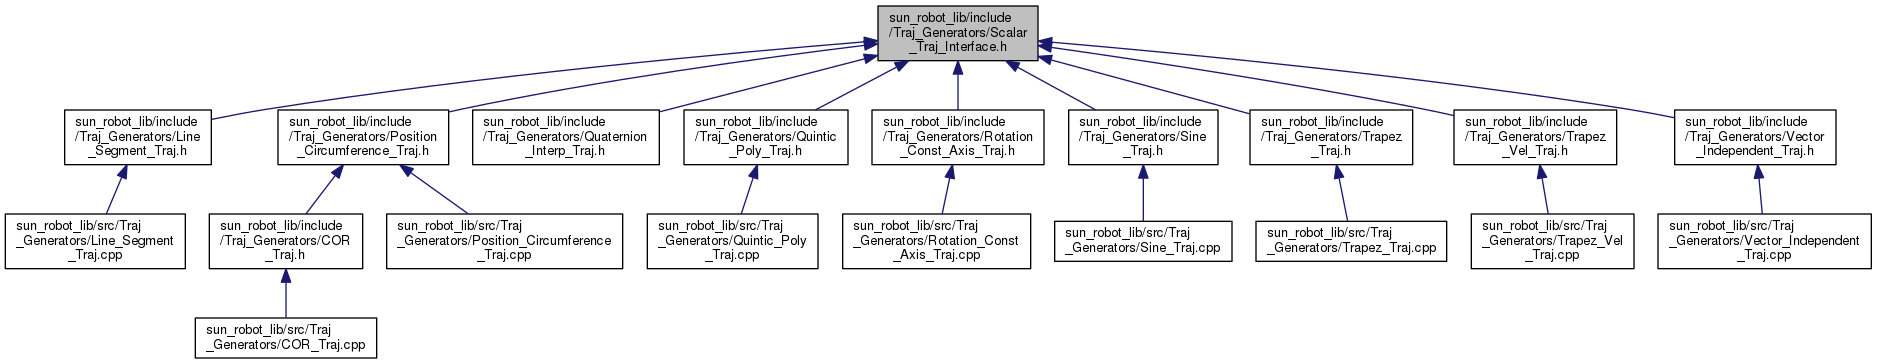 sun_robot_lib/include
/Traj_Generators/Scalar
_Traj_Interface.h
sun_robot_lib/include
/Traj_Generators/Line
_Segment_Traj.h
sun_robot_lib/include
/Traj_Generators/Position
_Circumference_Traj.h
sun_robot_lib/include
/Traj_Generators/Quaternion
_Interp_Traj.h
sun_robot_lib/include
/Traj_Generators/Quintic
_Poly_Traj.h
sun_robot_lib/include
/Traj_Generators/Rotation
_Const_Axis_Traj.h
sun_robot_lib/include
/Traj_Generators/Sine
_Traj.h
sun_robot_lib/include
/Traj_Generators/Trapez
_Traj.h
sun_robot_lib/include
/Traj_Generators/Trapez
_Vel_Traj.h
sun_robot_lib/include
/Traj_Generators/Vector
_Independent_Traj.h
sun_robot_lib/src/Traj
_Generators/Line_Segment
_Traj.cpp
sun_robot_lib/include
/Traj_Generators/COR
_Traj.h
sun_robot_lib/src/Traj
_Generators/Position_Circumference
_Traj.cpp
sun_robot_lib/src/Traj
_Generators/Quintic_Poly
_Traj.cpp
sun_robot_lib/src/Traj
_Generators/Rotation_Const
_Axis_Traj.cpp
sun_robot_lib/src/Traj
_Generators/Sine_Traj.cpp
sun_robot_lib/src/Traj
_Generators/Trapez_Traj.cpp
sun_robot_lib/src/Traj
_Generators/Trapez_Vel
_Traj.cpp
sun_robot_lib/src/Traj
_Generators/Vector_Independent
_Traj.cpp
sun_robot_lib/src/Traj
_Generators/COR_Traj.cpp